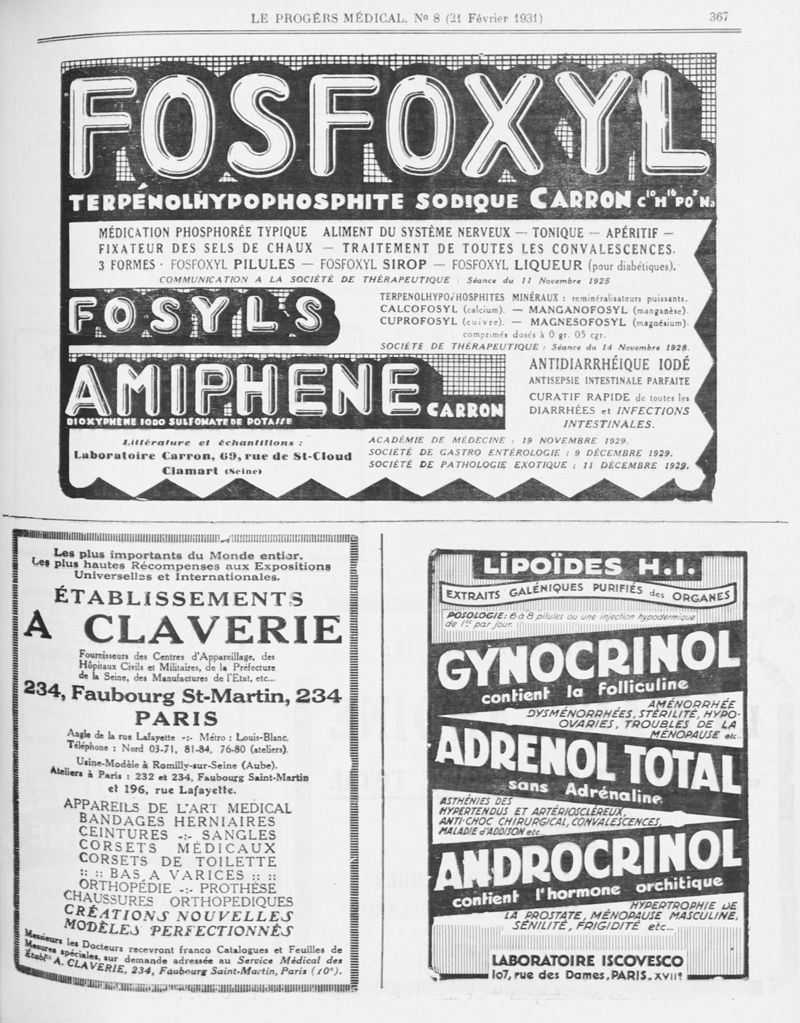 LE PROGÊRS MÉDICAL, No 8 (21 Février 1931)
367
FOSFOXYL
TERPÉNOLHYPOPHOSPHITE SODIQUE CARRON C10H16PO3Na
MÉDICATION PHOSPHORÉE TYPIQUE ALIMENT DU SYSTÈME NERVEUX — TONIQUE — APÉRITIF —
FIXATEUR DES SELS DE CHAUX — TRAITEMENT DE TOUTES LES CONVALESCENCES.
3 FORMES · FOSFOXYL PILULES — FOSFOXYL SIROP — FOSFOXYL LIQUEUR (pour diabétiques).
COMMUNICATION A LA SOCIÉTÉ DE THÉRAPEUTIQUE : Séance du 11 Novembre 1925
FOSYLS
TERPENOLHYPO/HOSPHITES MINÉRAUX : reminéralisateurs puissants.
CALCOFOSYL (calcium). — MANGANOFOSYL (manganèse).
CUPROFOSYL (cuivre). — MAGNESOFOSYL (magnésium).
comprimés dosés à 0 gr. 05 cgr.
SOCIÉTÉ DE THÉRAPEUTIQUE : Séance du 14 Novembre 1928.
AMIPHENE CARRON
DIOXYPHÈNE IODO SULFONATE DE POTASSE
ANTIDIARRHÉIQUE IODÉ
ANTISEPSIE INTESTINALE PARFAITE
CURATIF RAPIDE de toutes les
DIARRHÉES et INFECTIONS
INTESTINALES.
Littérature et échantillons :
Laboratoire Carron, 69, rue de St-Cloud
Clamart (Seine)
ACADÉMIE DE MÉDECINE : 19 NOVEMBRE 1929.
SOCIÉTÉ DE GASTRO ENTÉROLOGIE : 9 DÉCEMBRE 1929.
SOCIÉTÉ DE PATHOLOGIE EXOTIQUE : 11 DÉCEMBRE 1929.
Les plus importants du Monde entier.
Les plus hautes Récompenses aux Expositions
Universelles et Internationales.
ÉTABLISSEMENTS
A CLAVERIE
Fournisseurs des Centres d'Appareillage, des
Hôpitaux Civils et Militaires, de la Préfecture
de la Seine, des Manufactures de l'Etat, etc...
234, Faubourg St-Martin, 234
PARIS
Angle de la rue Lafayette -:- Métro : Louis-Blanc.
Téléphone : Nord 03-71, 81-84, 76-80 (ateliers).
Usine-Modèle à Romilly-sur-Seine (Aube).
Ateliers à Paris : 232 et 234, Faubourg Saint-Martin
et 196, rue Lafayette.
APPAREILS DE L'ART MEDICAL
BANDAGES HERNIAIRES
CEINTURES -:- SANGLES
CORSETS MÉDICAUX
CORSETS DE TOILETTE
:: :: BAS A VARICES :: ::
ORTHOPÉDIE -:- PROTHÈSE
CHAUSSURES ORTHOPEDIQUES
CRÉATIONS NOUVELLES
MODÈLES PERFECTIONNÉS
Messieurs les Docteurs recevront franco Catalogues et Feuilles de
Mesures spéciales, sur demande adressée au Service Médical des
Établts A. CLAVERIE, 234, Faubourg Saint-Martin, Paris (10e).
LIPOÏDES H.I.
EXTRAITS GALÉNIQUES PURIFIÉS des ORGANES
POSOLOGIE: 6 à 8 pilules ou une injection hypodermique
de 1cc par jour.
GYNOCRINOL
contient la folliculine
AMÉNORRHÉE
DYSMÉNORRHÉES, STÉRILITÉ, HYPO-
OVARIES, TROUBLES DE LA
MÉNOPAUSE etc..
ADRENOL TOTAL
sans Adrénaline
ASTHÉNIES DES
HYPERTENDUS ET ARTÉRIOSCLÉREUX,
ANTI-CHOC CHIRURGICAL, CONVALESCENCES,
MALADIE d'ADDISON etc...
ANDROCRINOL
contient l'hormone orchitique
HYPERTROPHIE DE
LA PROSTATE, MÉNOPAUSE MASCULINE,
SÉNILITÉ, FRIGIDITÉ etc...
LABORATOIRE ISCOVESCO
107, rue des Dames, PARIS. XVIIe